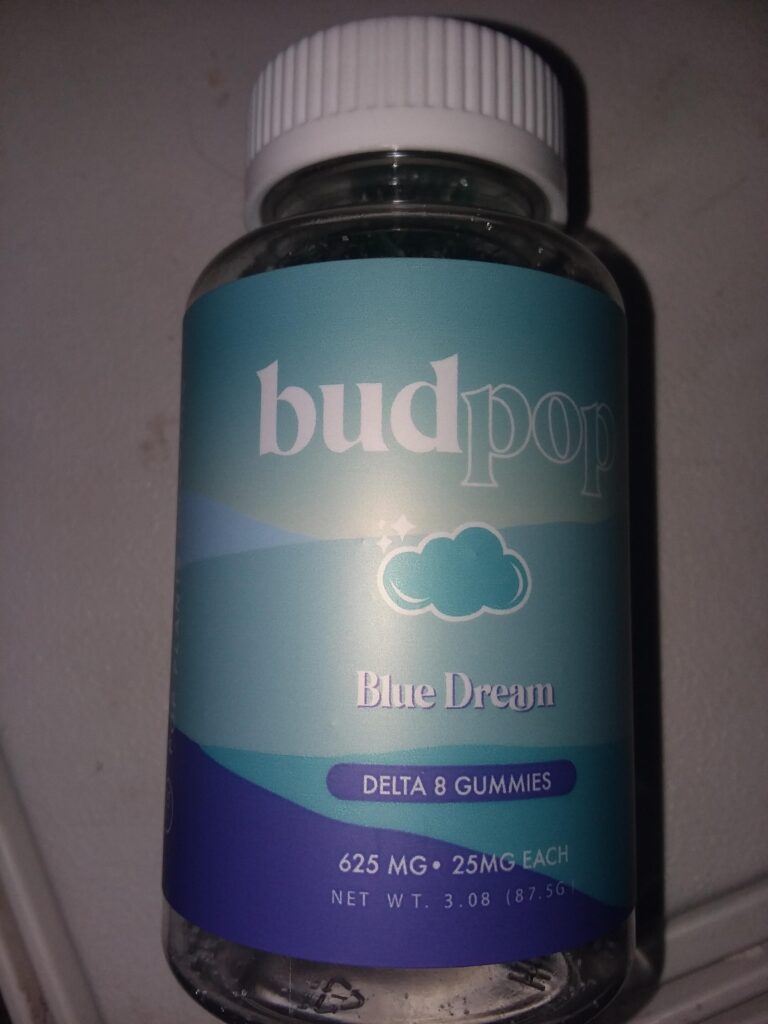 budpop
Blue Dream
DELTA 8 GUMMIES
625 MG• 25MG EACH
NET WT. 3.08 (87.5G)